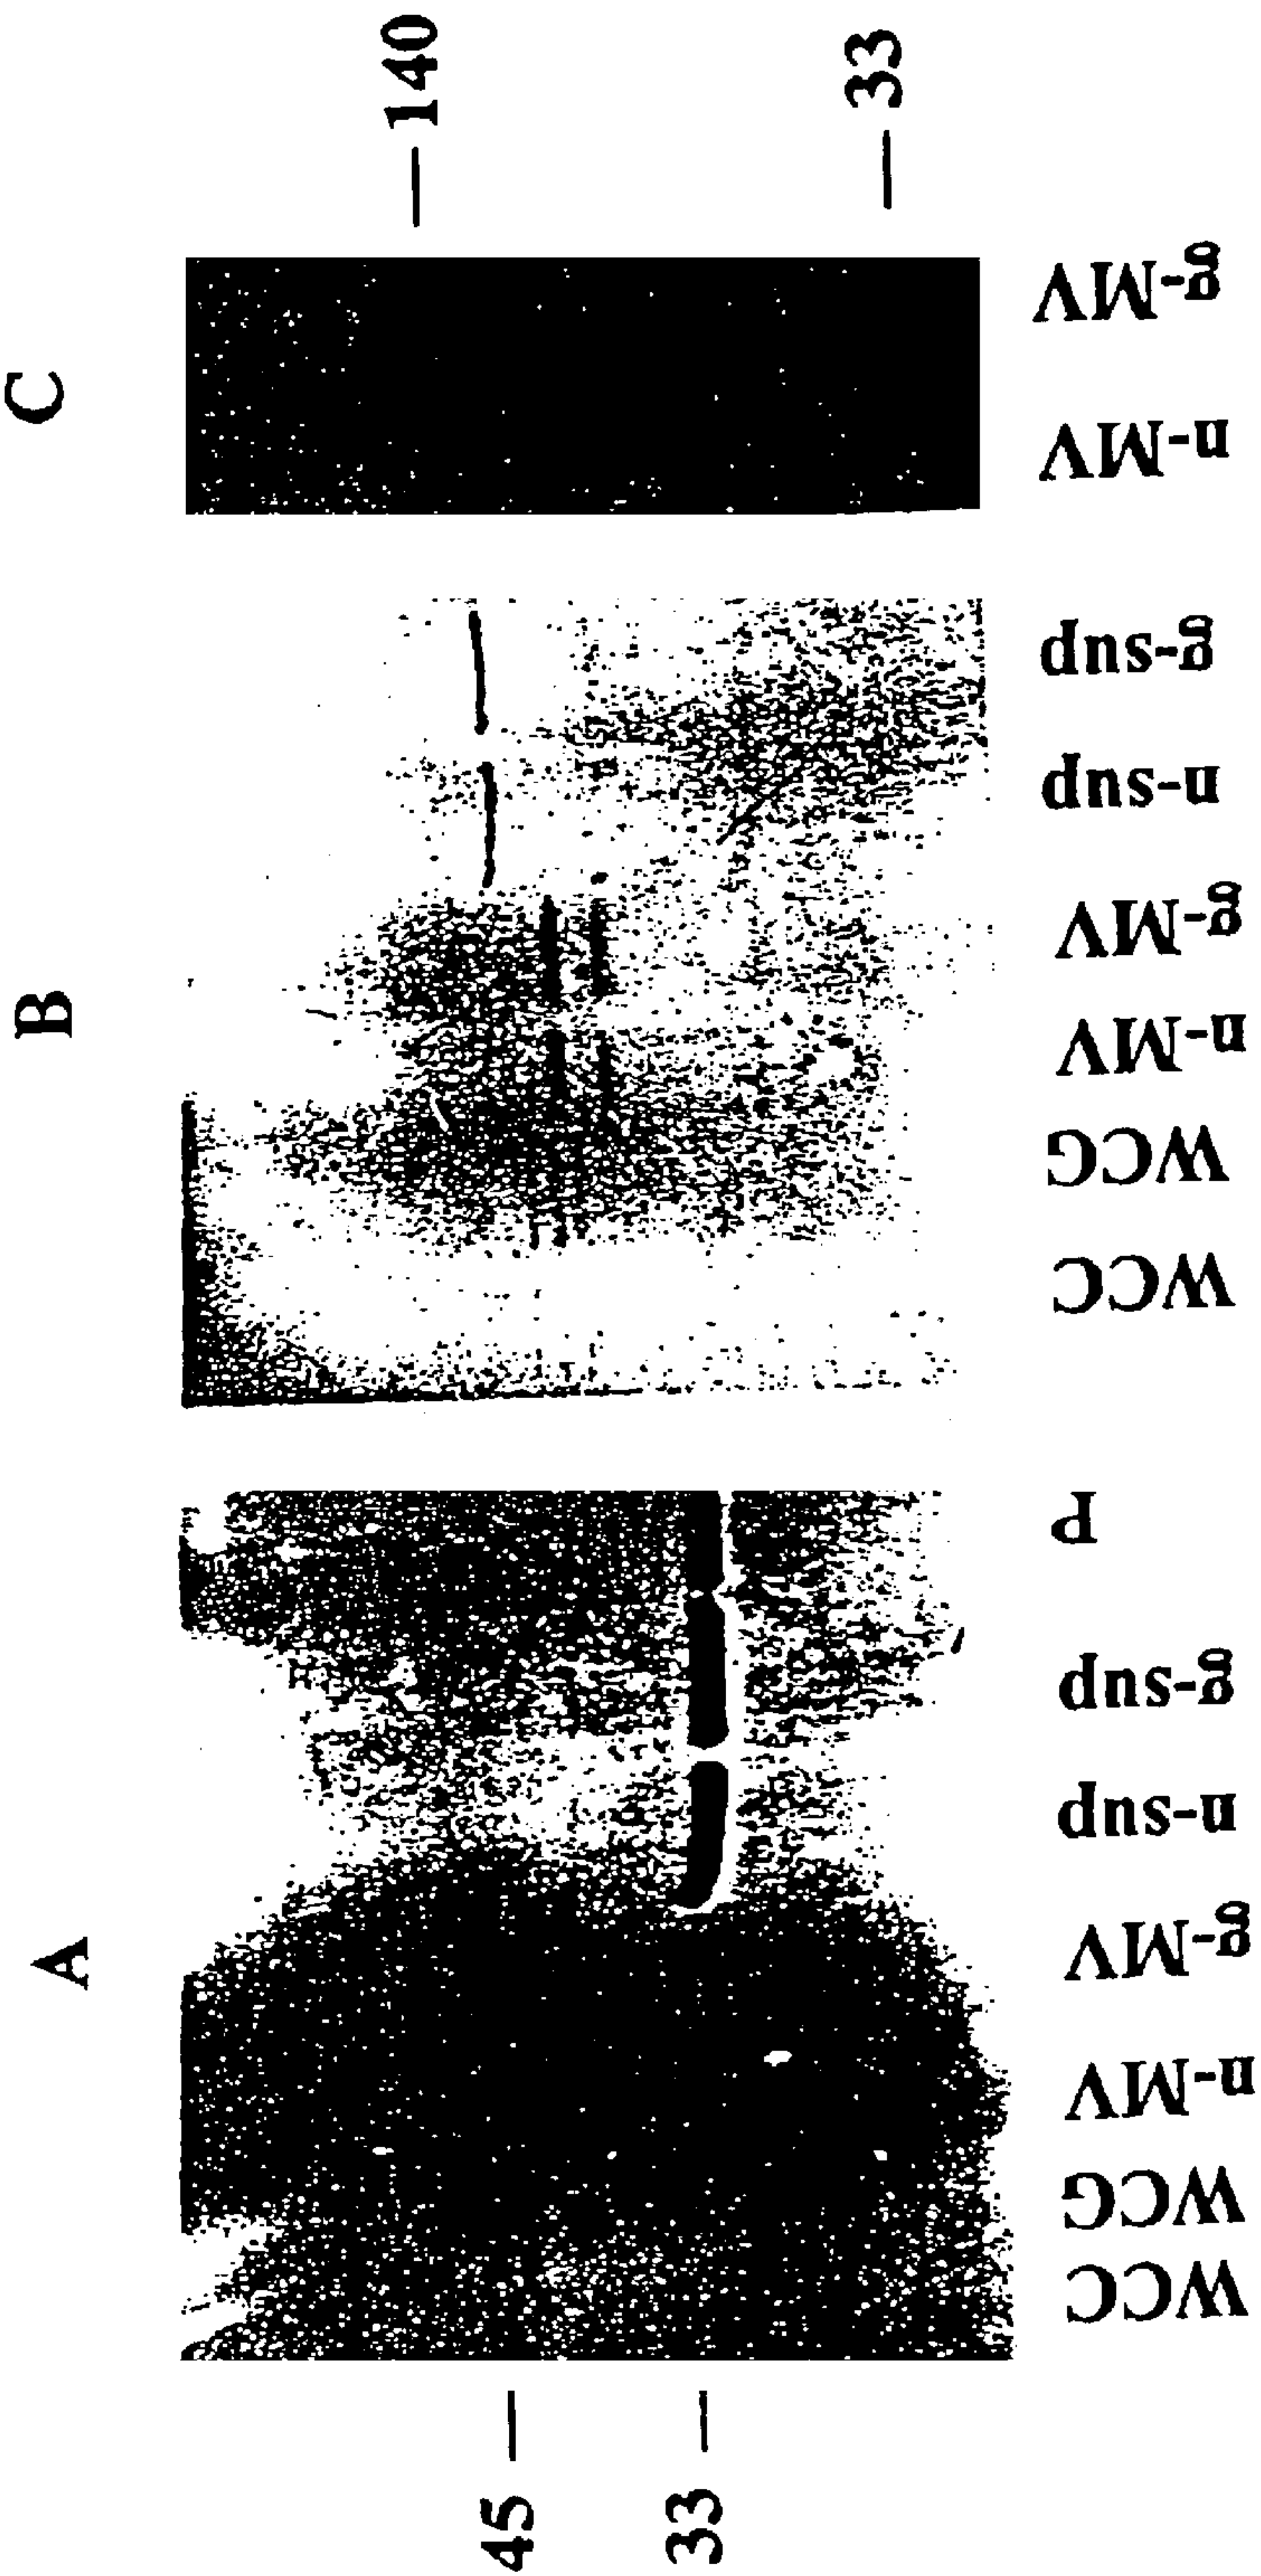 A
45
33
WCC
WCG
n-MV
g-MV
n-sup
g-sup
P
B
WCC
WCG
n-MV
g-MV
n-sup
g-sup
C
140
33
n-MV
g-MV